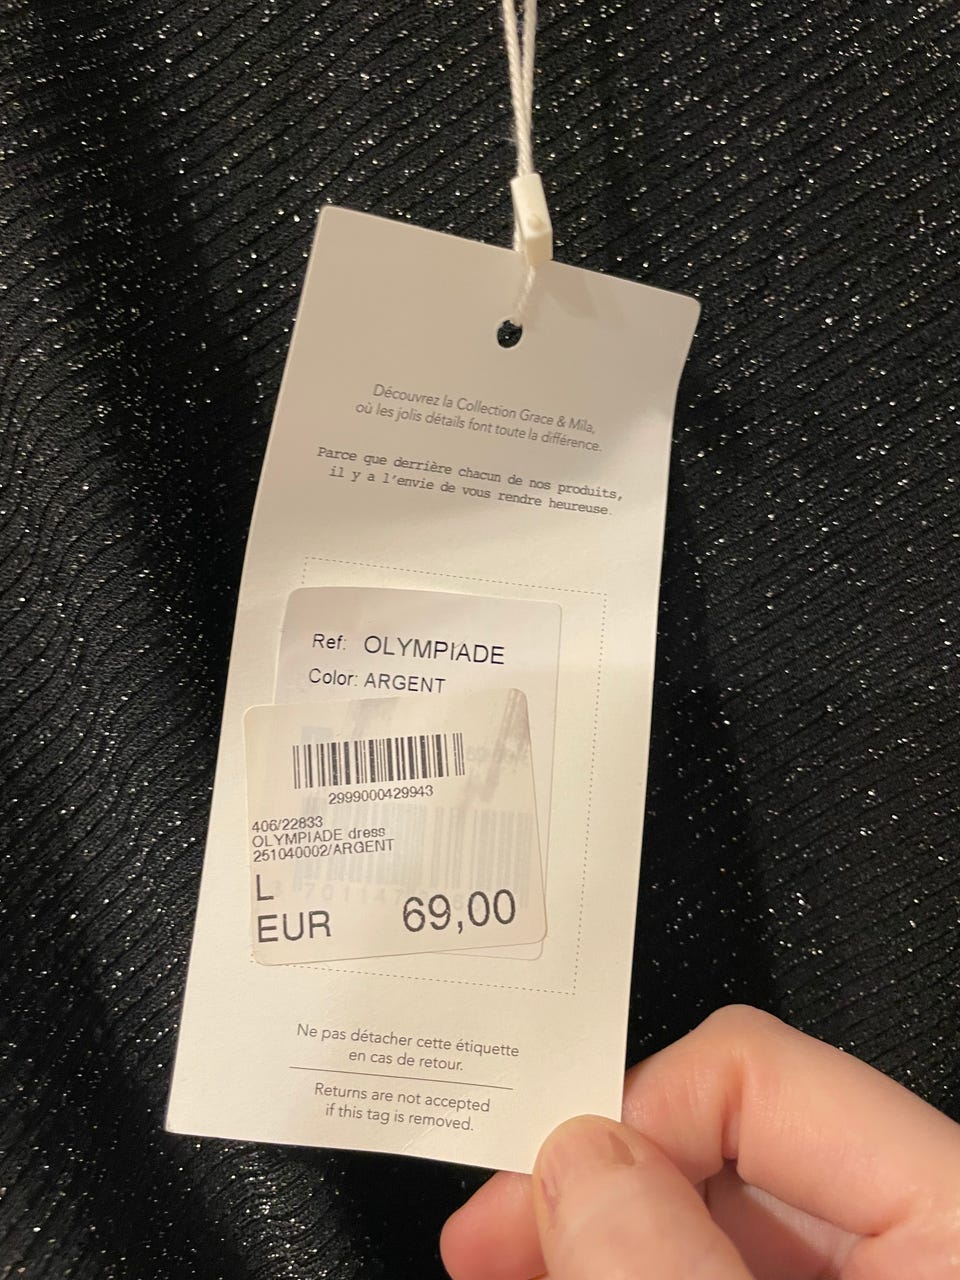 Découvrez la Collection Grace & Mila,
où les jolis détails font toute la différence.
Parce que derrière chacun de nos produits,
il y a l'envie de vous rendre heureuse.
Ref: OLYMPIADE
Color: ARGENT
2999000429943
406/22833
OLYMPIADE dress
251040002/ARGENT
L
EUR 69,00
Ne pas détacher cette étiquette
en cas de retour.
Returns are not accepted
if this tag is removed.